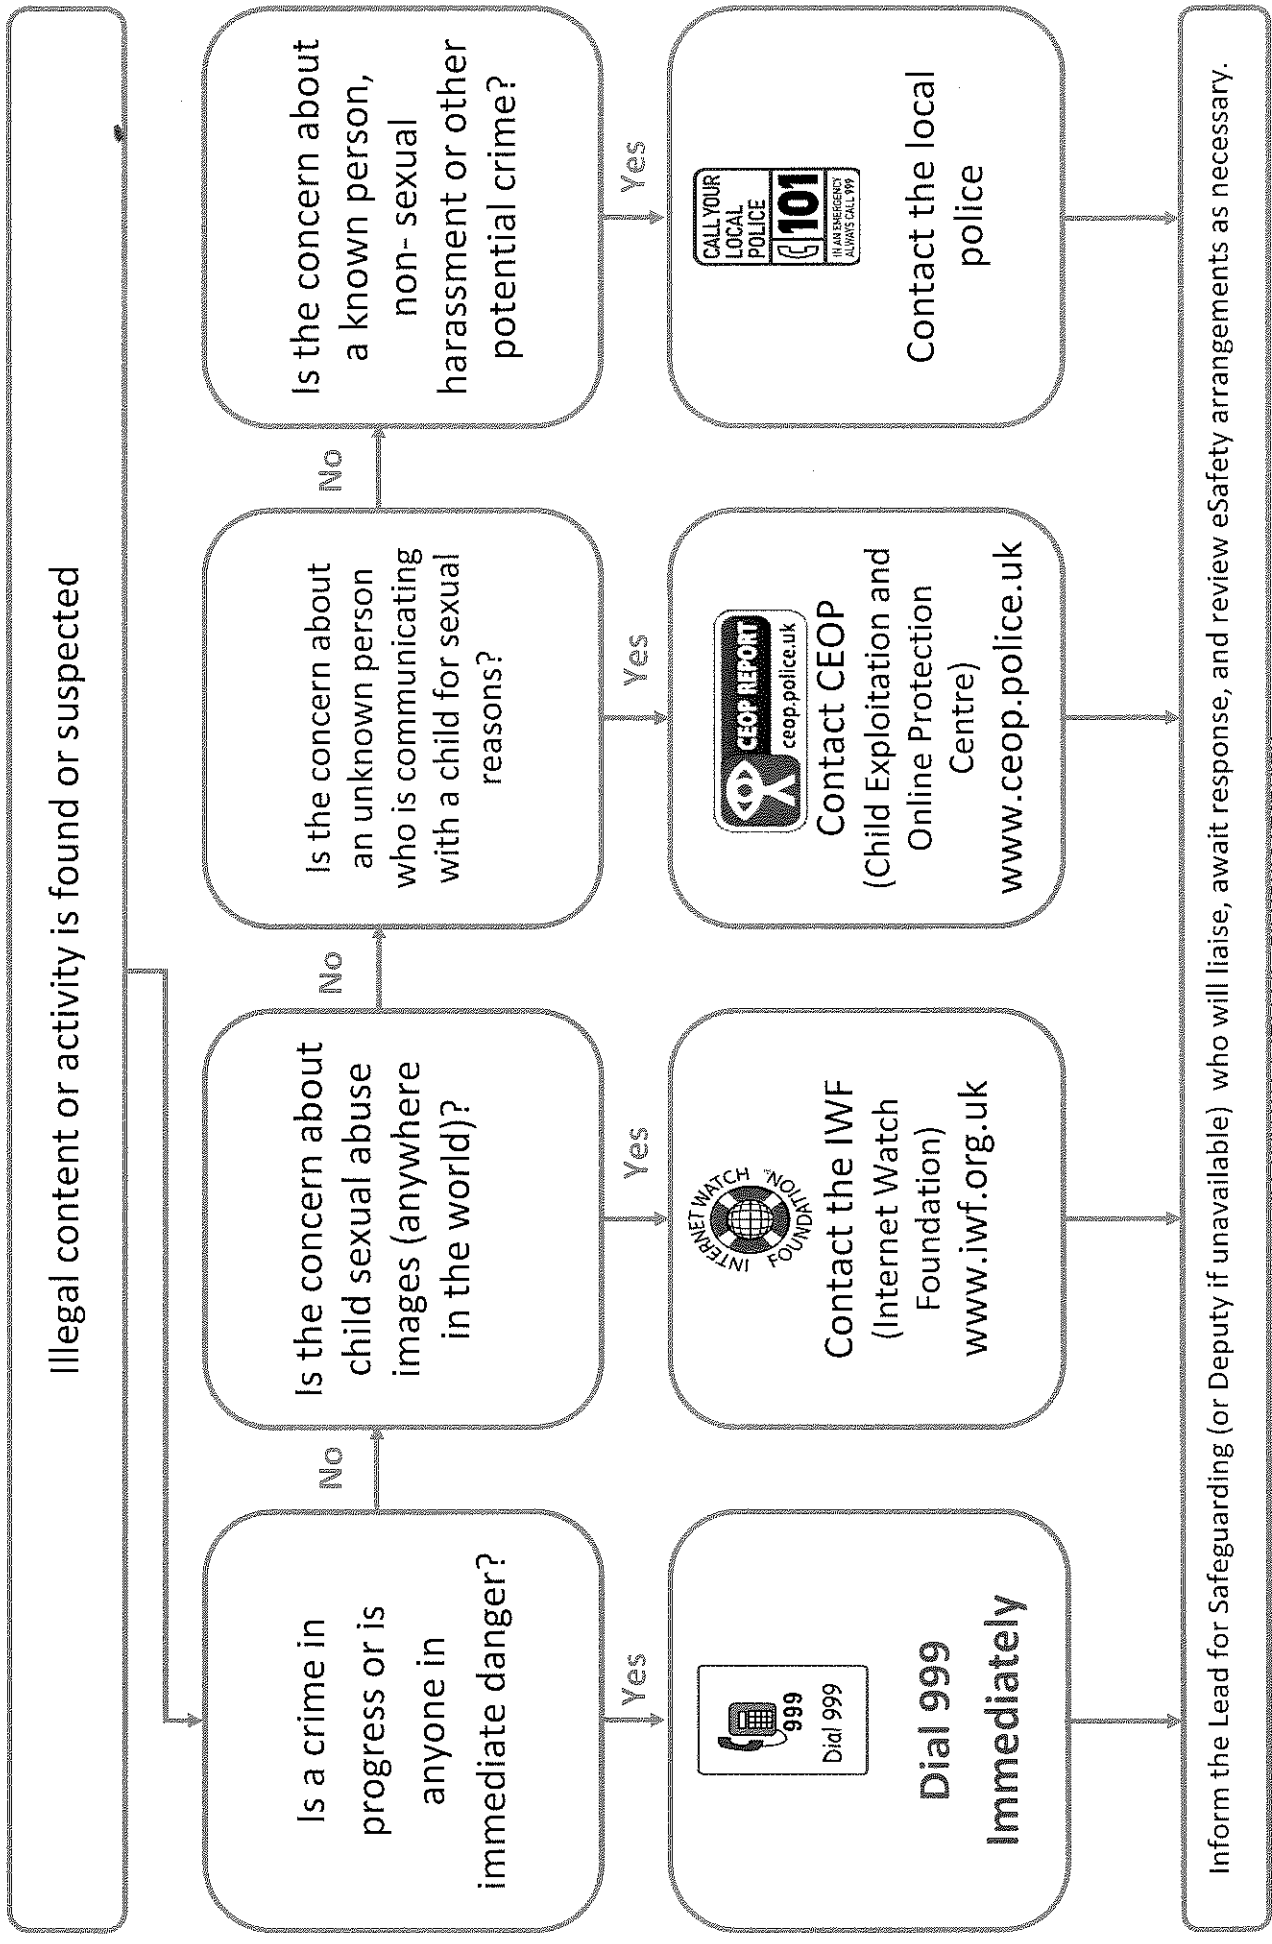 Illegal content or activity is found or suspected
Is a crime in
progress or is
anyone in
immediate danger?
No
Is the concern about
child sexual abuse
images (anywhere
in the world)?
No
Is the concern about
an unknown person
who is communicating
with a child for sexual
reasons?
No
Is the concern about
a known person,
non- sexual
harassment or other
potential crime?
Yes
Yes
Yes
Yes
999
Dial 999
Dial 999
Immediately
INTERNET WATCH
FOUNDATION
Contact the IWF
(Internet Watch
Foundation)
www.iwf.org.uk
CEOP REPORT
ceop.police.uk
Contact CEOP
(Child Exploitation and
Online Protection
Centre)
www.ceop.police.uk
CALL YOUR
LOCAL
POLICE
101
IN AN EMERGENCY
ALWAYS CALL 999
Contact the local
police
Inform the Lead for Safeguarding (or Deputy if unavailable) who will liaise, await response, and review eSafety arrangements as necessary.